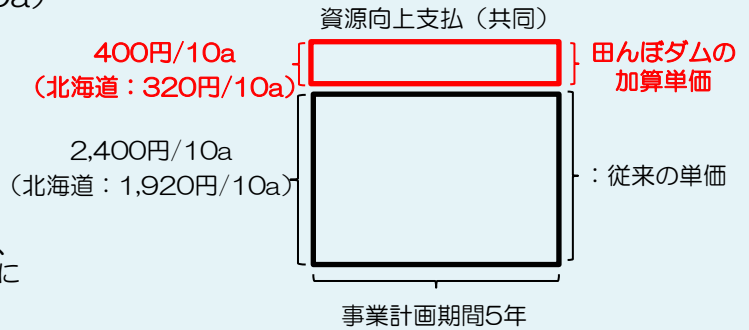 0a）
資源向上支払（共同）
400円/10a
（北海道：320円/10a）
田んぼダムの
加算単価
2,400円/10a
（北海道：1,920円/10a）
：従来の単価
に
事業計画期間5年